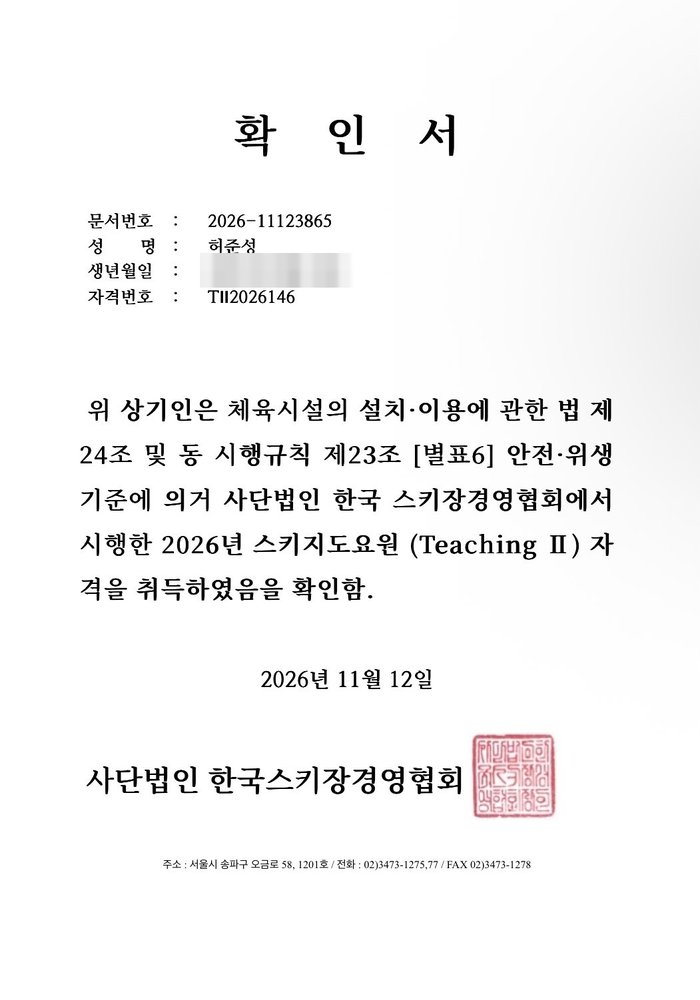 확 인 서
문서번호 : 2026-11123865
성 명 : 허준성
생년월일 :
자격번호 : TⅡ2026146
위 상기인은 체육시설의 설치·이용에 관한 법 제
24조 및 동 시행규칙 제23조 [별표6] 안전·위생
기준에 의거 사단법인 한국 스키장경영협회에서
시행한 2026년 스키지도요원 (Teaching Ⅱ) 자
격을 취득하였음을 확인함.
2026년 11월 12일
사단법인 한국스키장경영협회
주소 : 서울시 송파구 오금로 58, 1201호 / 전화 : 02)3473-1275,77 / FAX 02)3473-1278